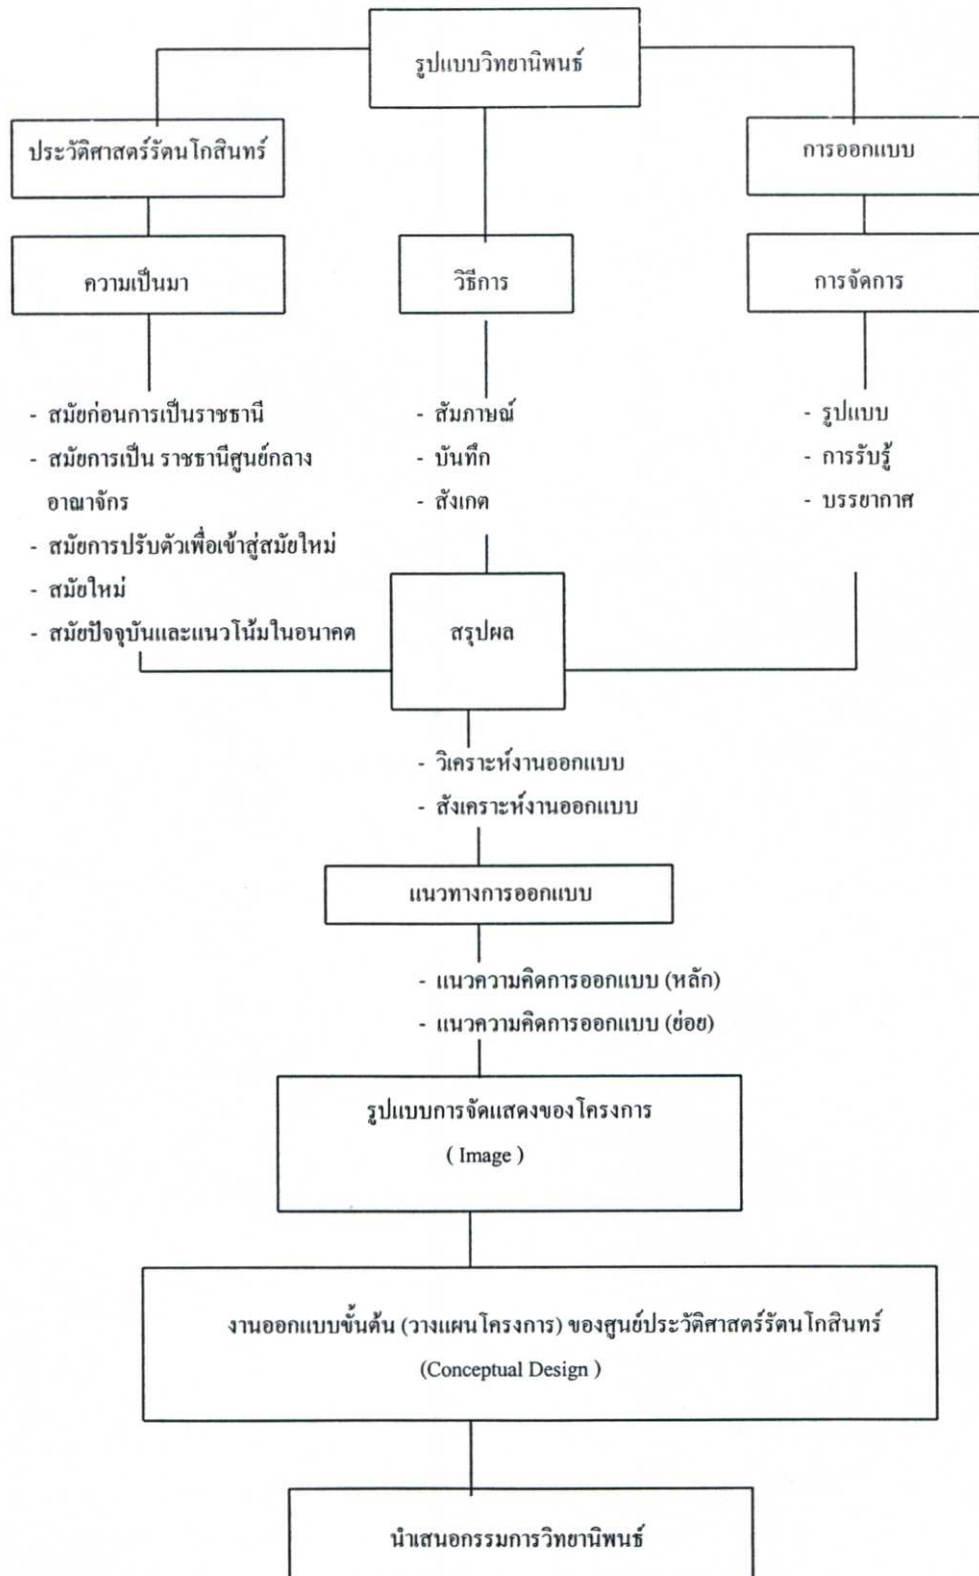 รูปแบบวิทยานิพนธ์
ประวัติศาสตร์รัตนโกสินทร์
การออกแบบ
ความเป็นมา
วิธีการ
การจัดการ
- สมัยก่อนการเป็นราชธานี
- สมัยการเป็น ราชธานีศูนย์กลาง
อาณาจักร
- สมัยการปรับตัวเพื่อเข้าสู่สมัยใหม่
- สมัยใหม่
- สมัยปัจจุบันและแนวโน้มในอนาคต
- สัมภาษณ์
- บันทึก
- สังเกต
- รูปแบบ
- การรับรู้
- บรรยากาศ
สรุปผล
- วิเคราะห์งานออกแบบ
- สังเคราะห์งานออกแบบ
แนวทางการออกแบบ
- แนวความคิดการออกแบบ (หลัก)
- แนวความคิดการออกแบบ (ย่อย)
รูปแบบการจัดแสดงของโครงการ
( Image )
งานออกแบบขั้นต้น (วางแผนโครงการ) ของศูนย์ประวัติศาสตร์รัตนโกสินทร์
(Conceptual Design )
นำเสนอกรรมการวิทยานิพนธ์